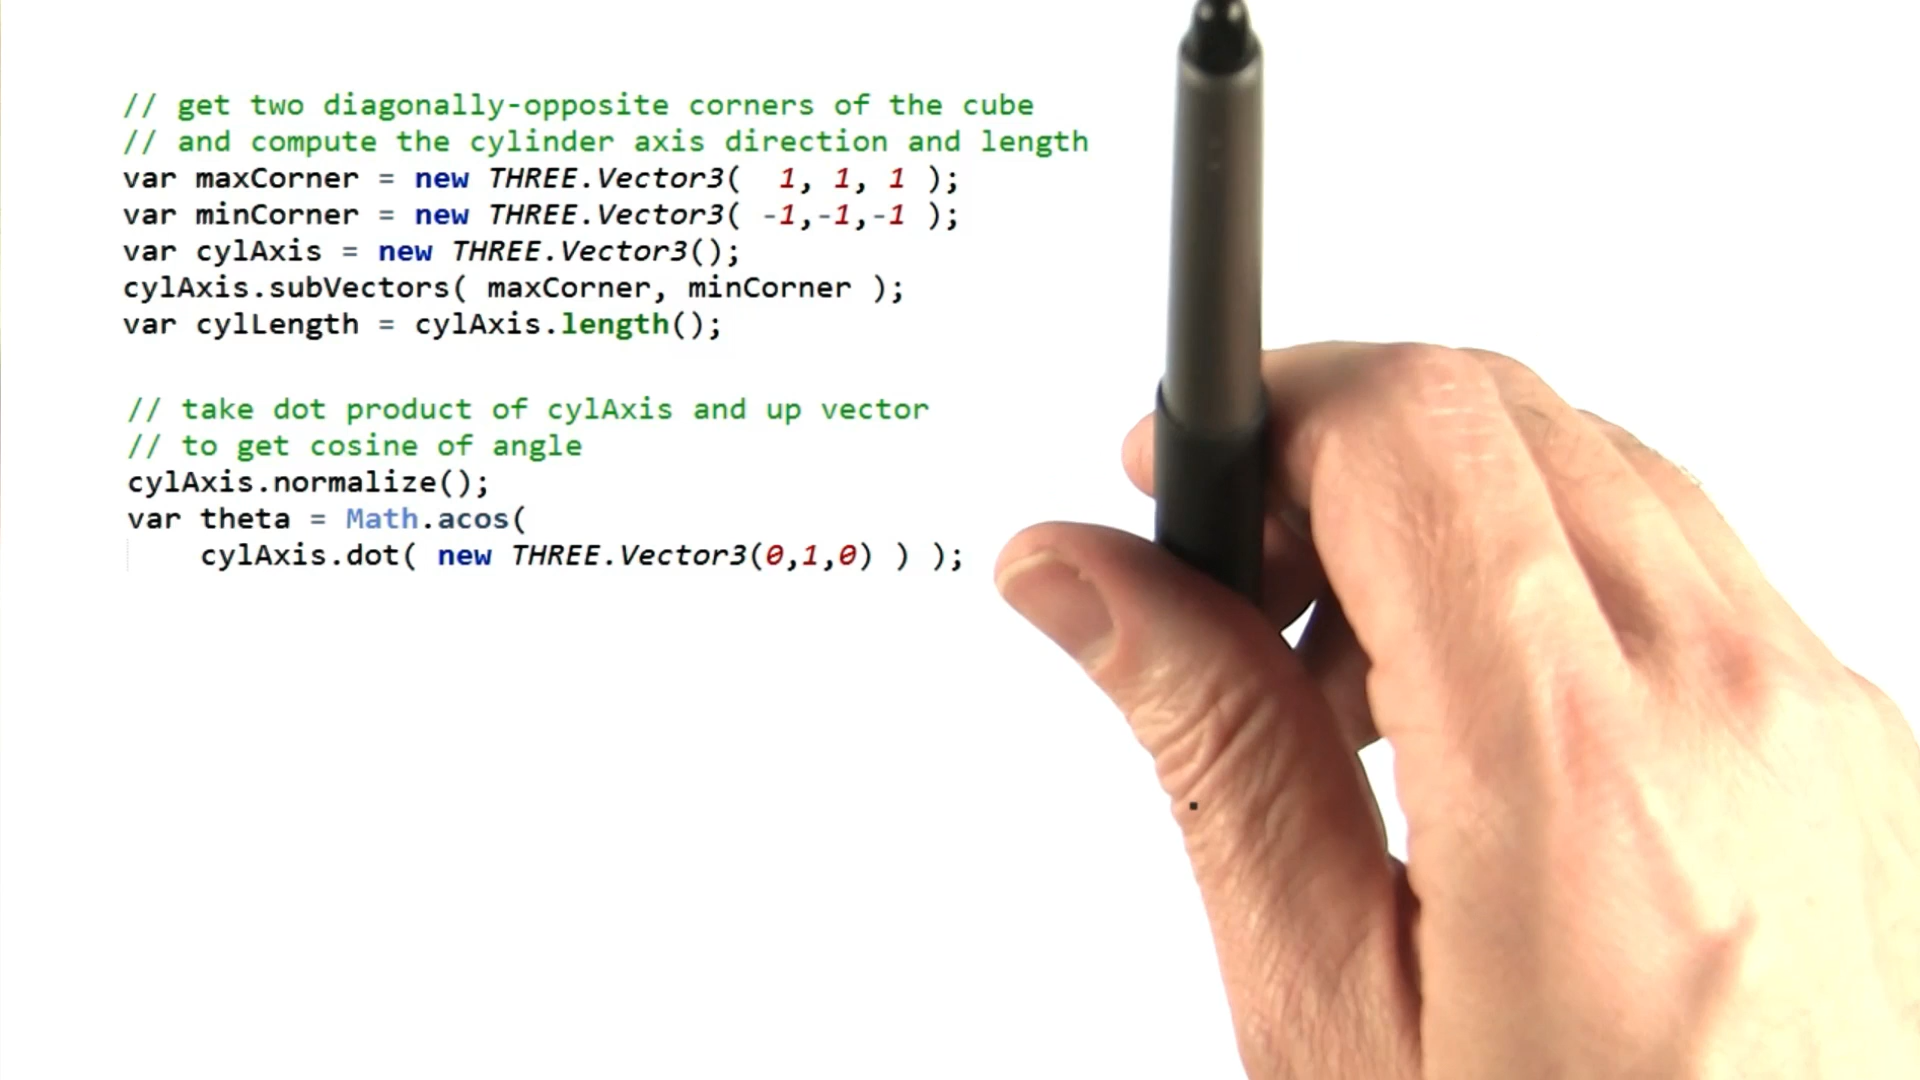 // get two diagonally-opposite corners of the cube
// and compute the cylinder axis direction and length
var maxCorner = new THREE.Vector3(  1, 1, 1 );
var minCorner = new THREE.Vector3( -1,-1,-1 );
var cylAxis = new THREE.Vector3();
cylAxis.subVectors( maxCorner, minCorner );
var cylLength = cylAxis.length();
// take dot product of cylAxis and up vector
// to get cosine of angle
cylAxis.normalize();
var theta = Math.acos(
    cylAxis.dot( new THREE.Vector3(0,1,0) ) );